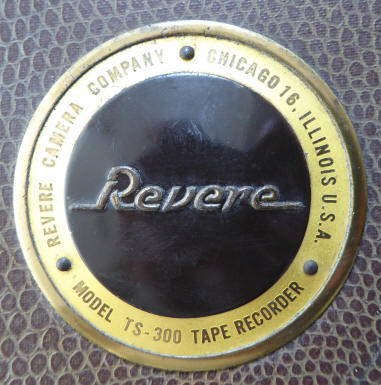 REVERE CAMERA COMPANY
CHICAGO 16, ILLINOIS U.S.A.
Revere
MODEL TS-300 TAPE RECORDER